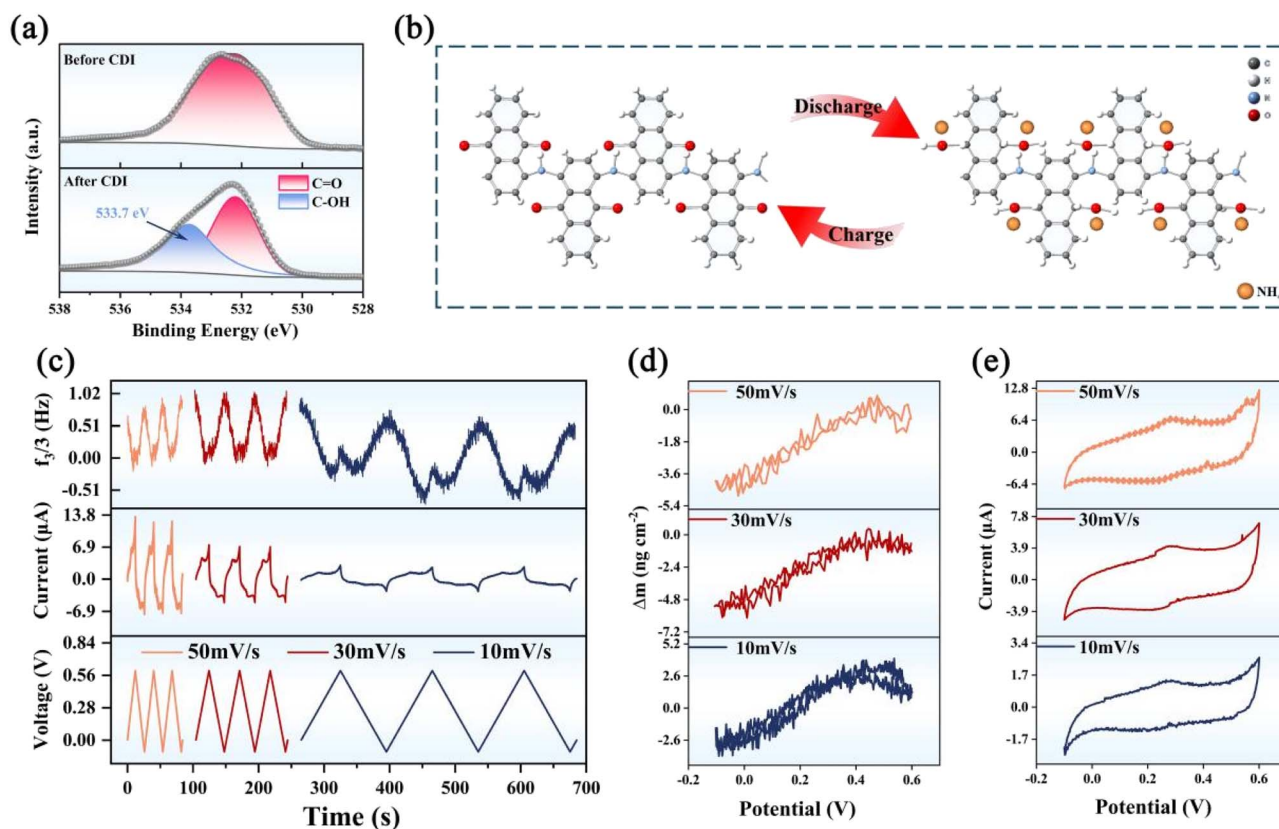 (a)
Before CDI
After CDI
C=O
C-OH
533.7 eV
Intensity (a.u.)
538 536 534 532 530 528
Binding Energy (eV)
(b)
Discharge
Charge
C
H
O
(c)
1.02
0.51
0.00
-0.51
f3/3 (Hz)
13.8
6.9
0.0
-6.9
Current (μA)
0.84
0.56
0.28
0.00
Voltage (V)
50mV/s 30mV/s 10mV/s
0 100 200 300 400 500 600 700
Time (s)
(d)
50mV/s
0.0
-1.8
-3.6
-5.4
30mV/s
0.0
-2.4
-4.8
-7.2
10mV/s
5.2
2.6
0.0
-2.6
Δm (ng cm-2)
-0.2 0.0 0.2 0.4 0.6
Potential (V)
(e)
50mV/s
12.8
6.4
0.0
-6.4
30mV/s
7.8
3.9
0.0
-3.9
10mV/s
3.4
1.7
0.0
-1.7
Current (μA)
-0.2 0.0 0.2 0.4 0.6
Potential (V)